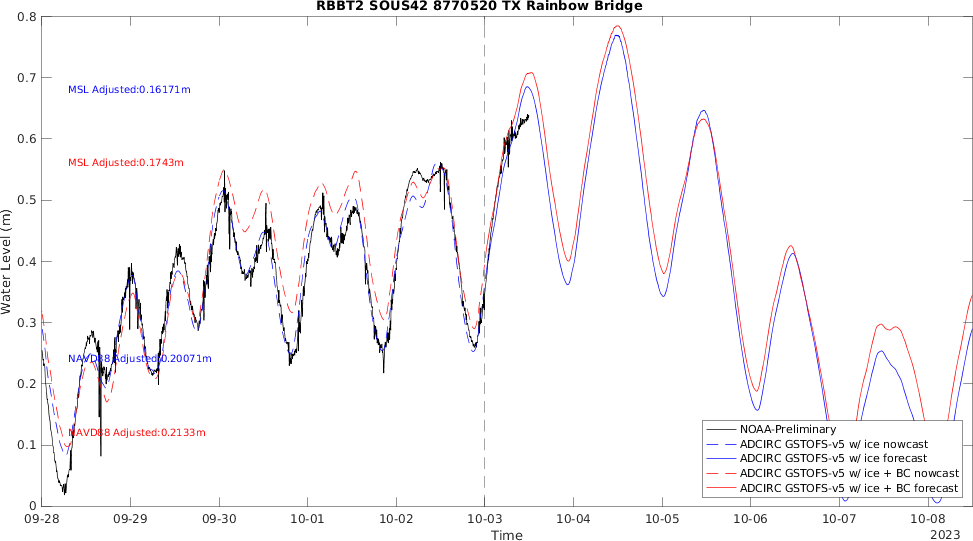 RBBT2 SOUS42 8770520 TX Rainbow Bridge
0.8
0.7
0.6
0.5
0.4
0.3
0.2
0.1
0
Water Level (m)
MSL Adjusted:0.16171m
MSL Adjusted:0.1743m
NAVD88 Adjusted:0.20071m
NAVD88 Adjusted:0.2133m
NOAA-Preliminary
ADCIRC GSTOFS-v5 w/ ice nowcast
ADCIRC GSTOFS-v5 w/ ice forecast
ADCIRC GSTOFS-v5 w/ ice + BC nowcast
ADCIRC GSTOFS-v5 w/ ice + BC forecast
09-28 09-29 09-30 10-01 10-02 10-03 10-04 10-05 10-06 10-07 10-08
Time
2023